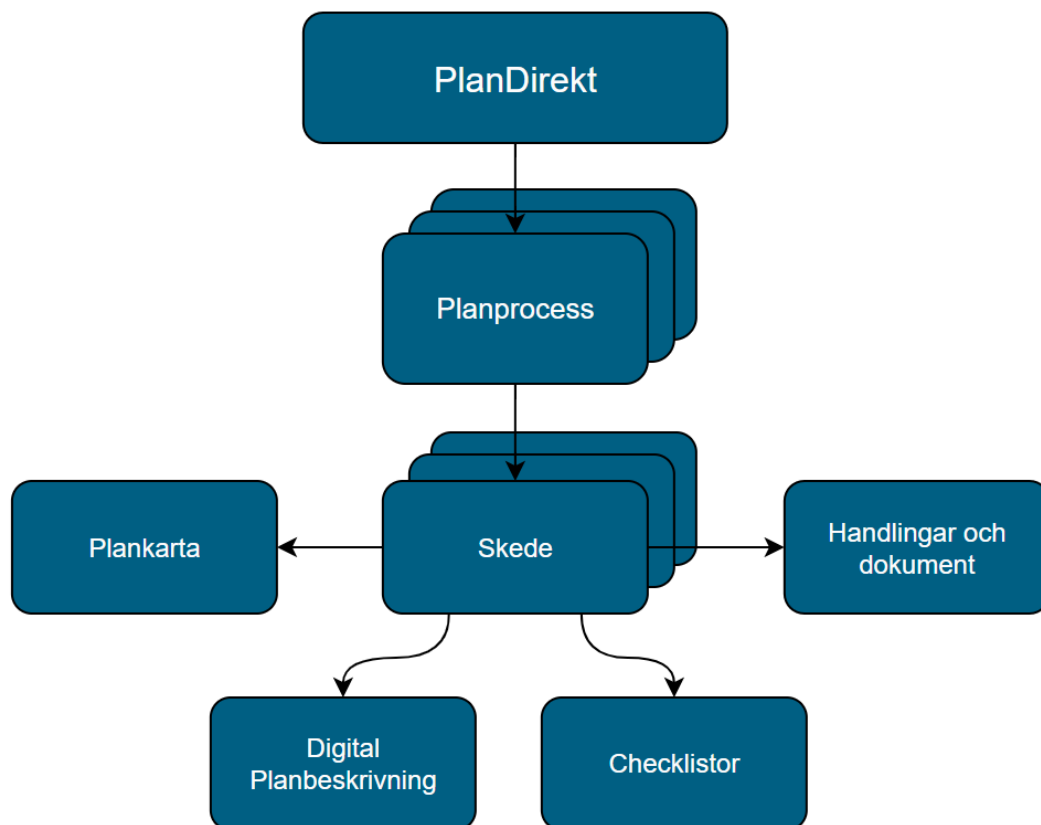 PlanDirekt
Planprocess
Plankarta
Skede
Handlingar och
dokument
Digital
Planbeskrivning
Checklistor